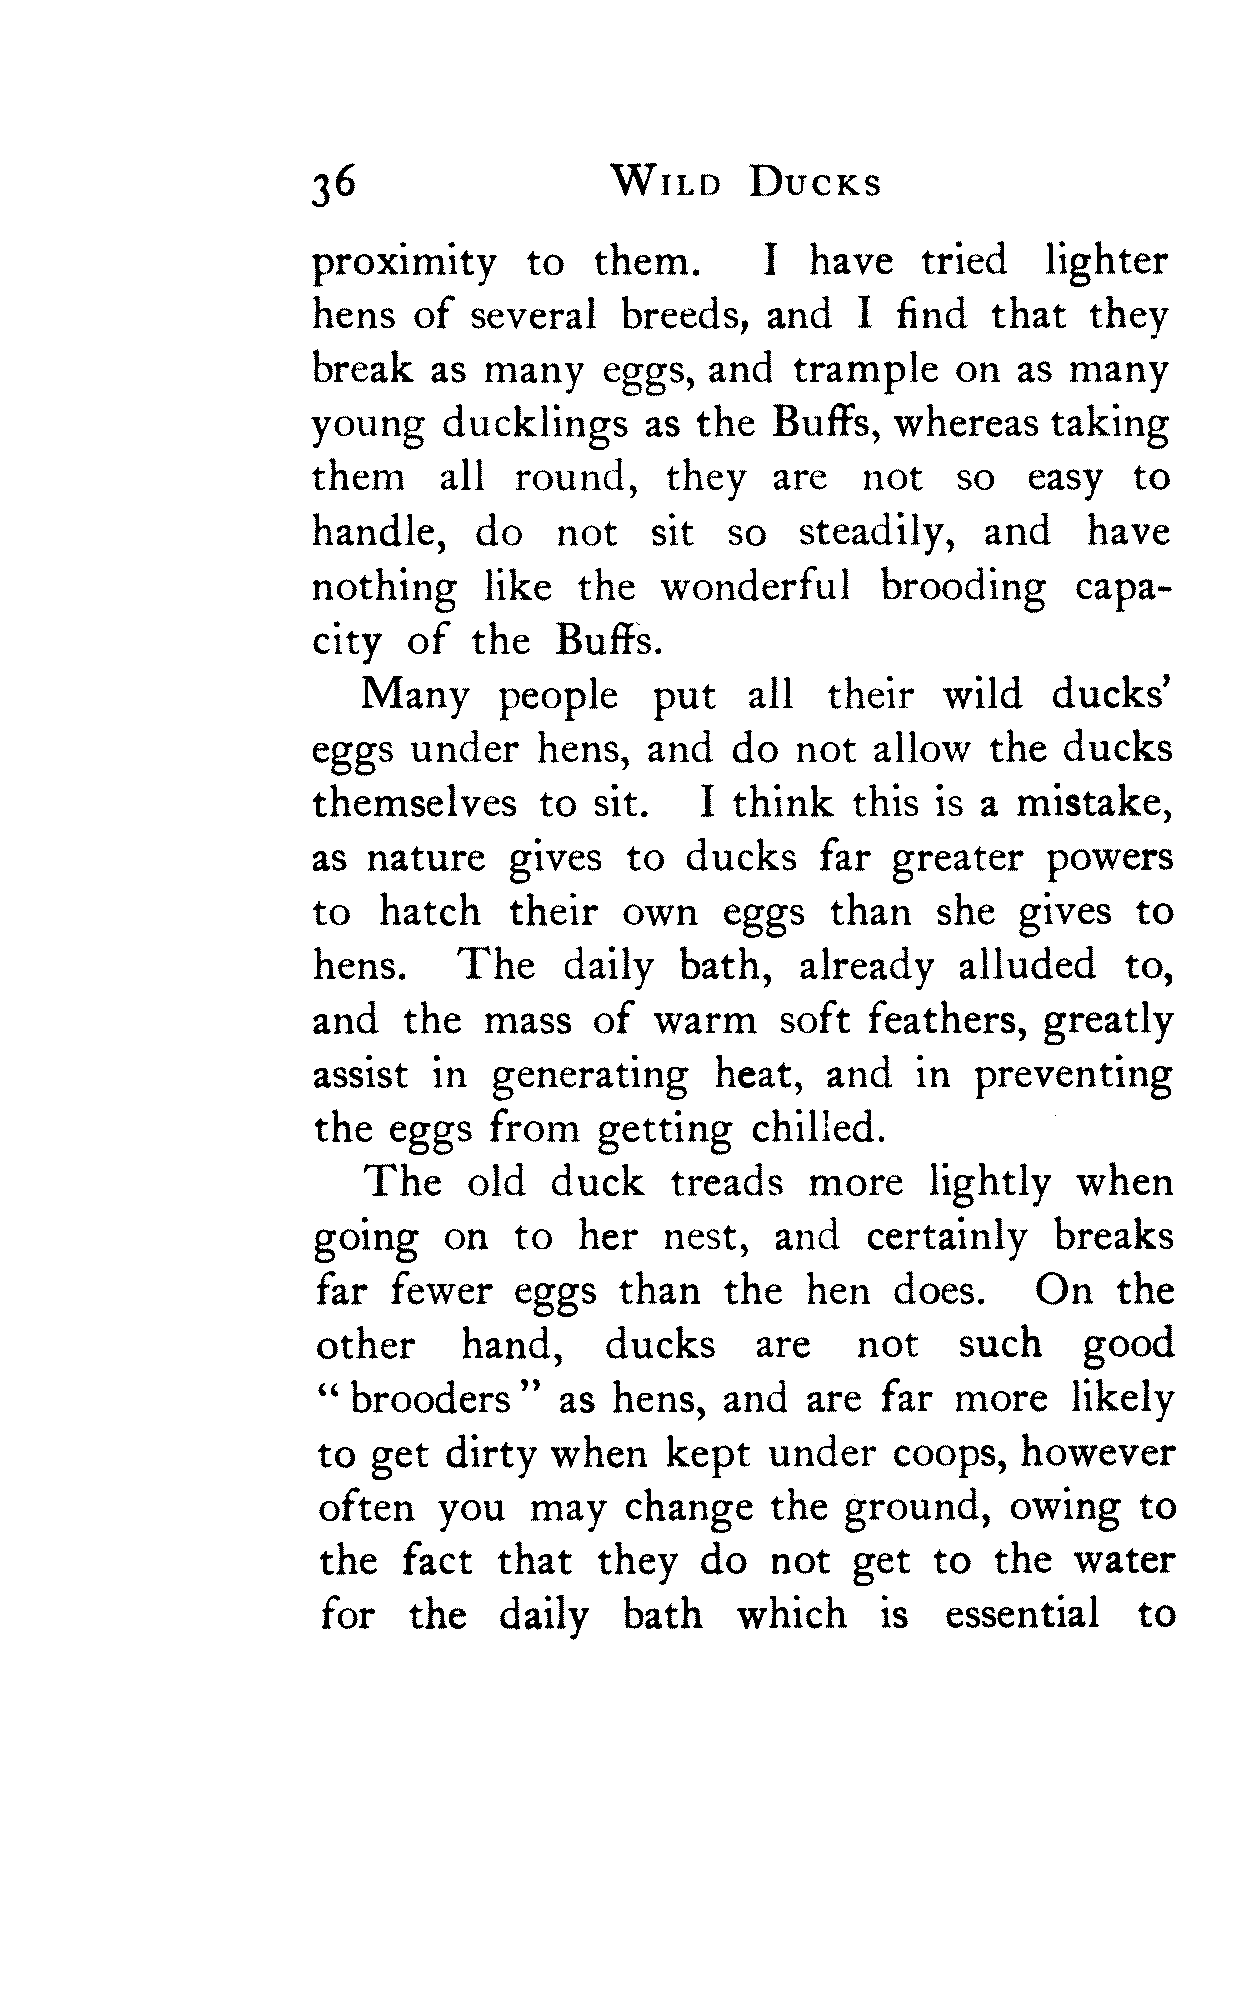 36 Wild Ducks
proximity to them. I have tried lighter
hens of several breeds, and I find that they
break as many eggs, and trample on as many
young ducklings as the Buffs, whereas taking
them all round, they are not so easy to
handle, do not sit so steadily, and have
nothing like the wonderful brooding capa-
city of the Buffs.
Many people put all their wild ducks'
eggs under hens, and do not allow the ducks
themselves to sit. I think this is a mistake,
as nature gives to ducks far greater powers
to hatch their own eggs than she gives to
hens. The daily bath, already alluded to,
and the mass of warm soft feathers, greatly
assist in generating heat, and in preventing
the eggs from getting chilled.
The old duck treads more lightly when
going on to her nest, and certainly breaks
far fewer eggs than the hen does. On the
other hand, ducks are not such good
“ brooders ” as hens, and are far more likely
to get dirty when kept under coops, however
often you may change the ground, owing to
the fact that they do not get to the water
for the daily bath which is essential to